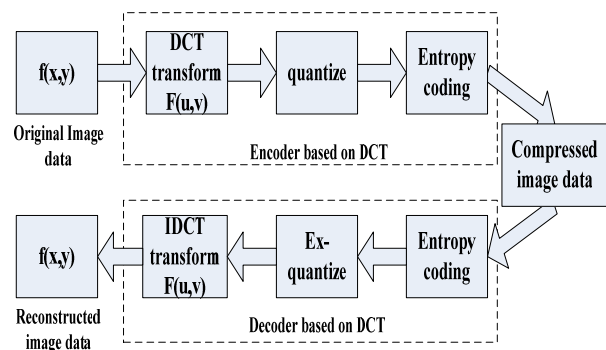 f(x,y)
DCT
transform
F(u,v)
quantize
Entropy
coding
Original Image
data
Encoder based on DCT
Compressed
image data
f(x,y)
IDCT
transform
F(u,v)
Ex-
quantize
Entropy
coding
Reconstructed
image data
Decoder based on DCT